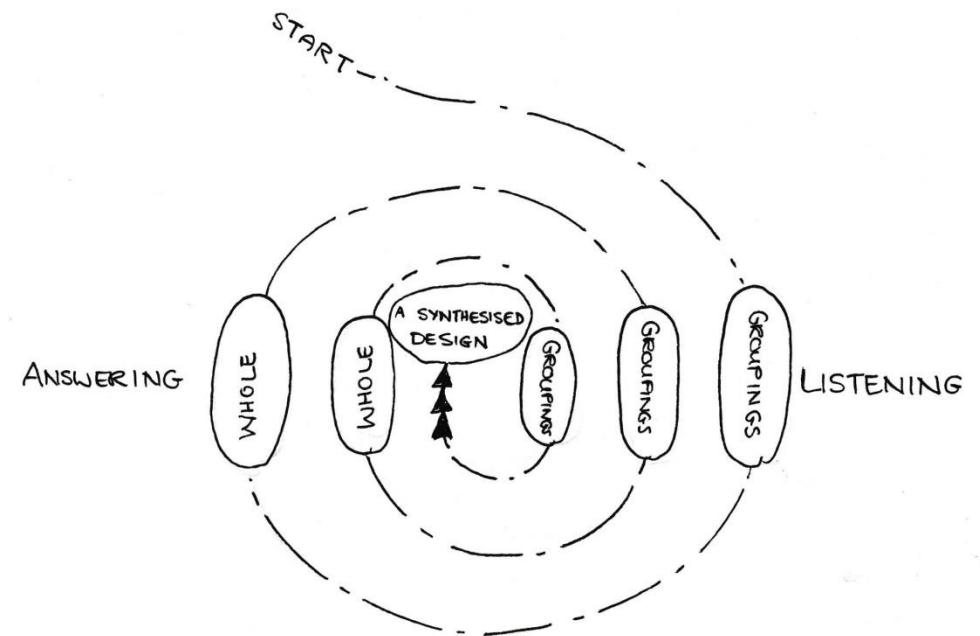 START
ANSWERING
WHOLE
WHOLE
A SYNTHESISED
DESIGN
GROUPINGS
GROUPINGS
GROUPINGS
LISTENING